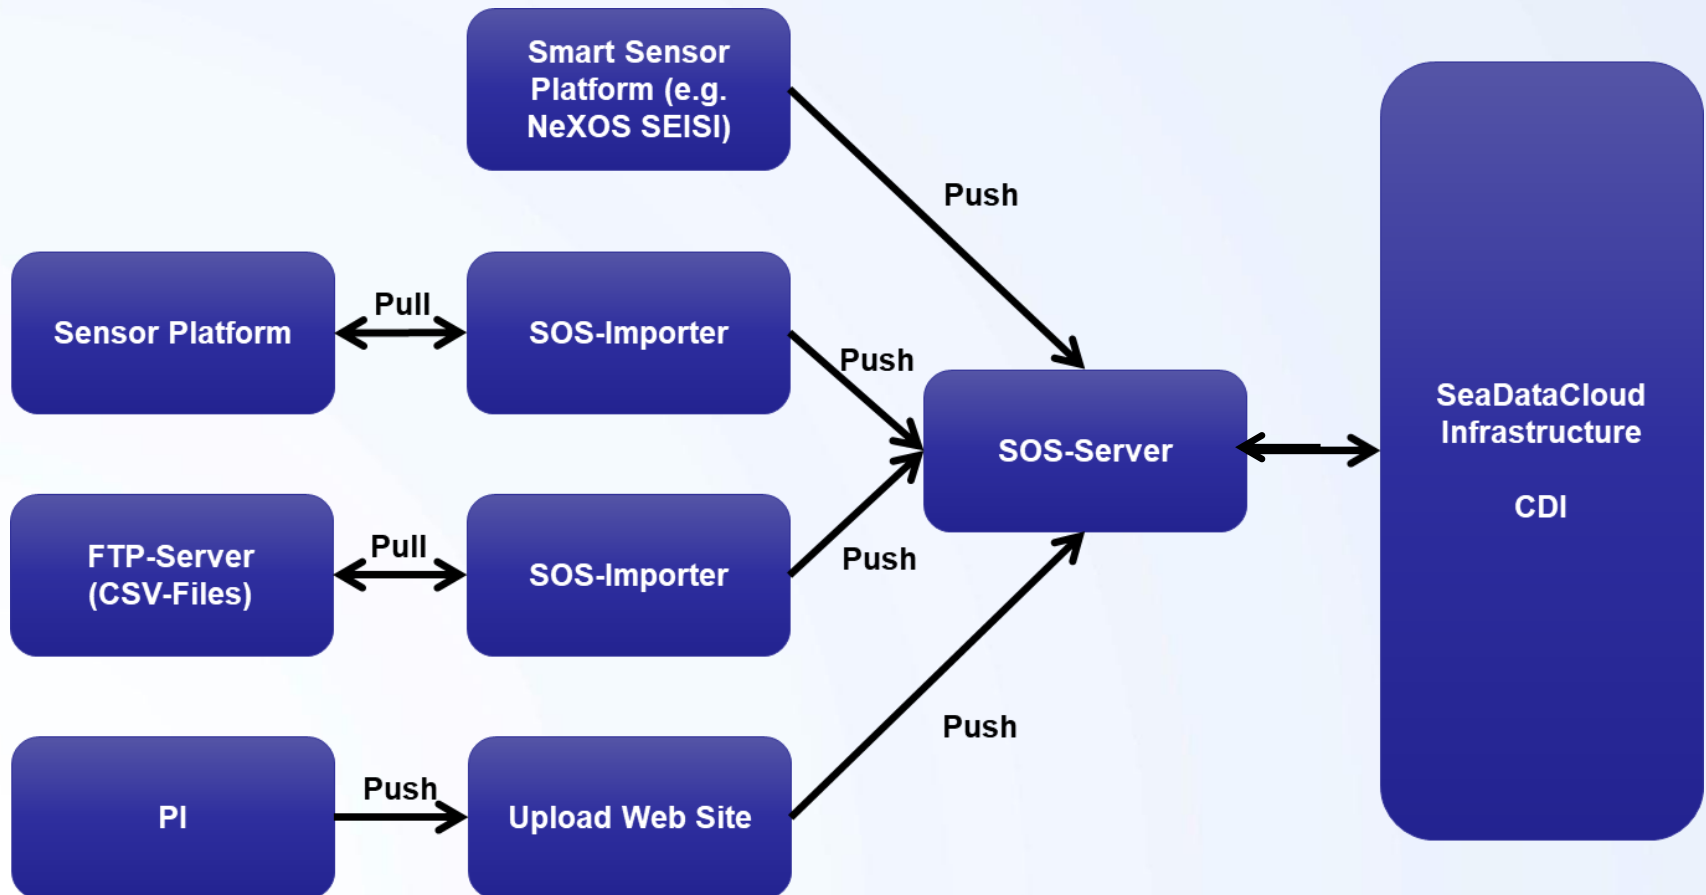 Smart Sensor
Platform (e.g.
NeXOS SEISI)
Push
Sensor Platform
Pull
SOS-Importer
Push
SOS-Server
SeaDataCloud
Infrastructure
CDI
FTP-Server
(CSV-Files)
Pull
SOS-Importer
Push
PI
Push
Upload Web Site
Push